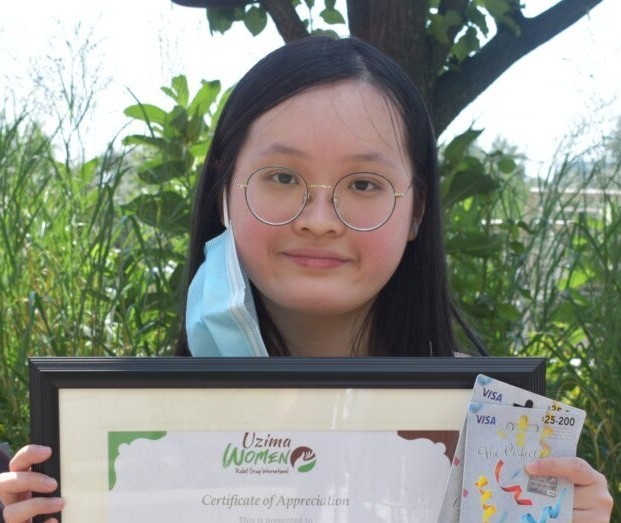 Uzima
WOMEN
Relief Group International
Certificate of Appreciation
This is presented to
VISA
VISA
$25-200
The Perfect